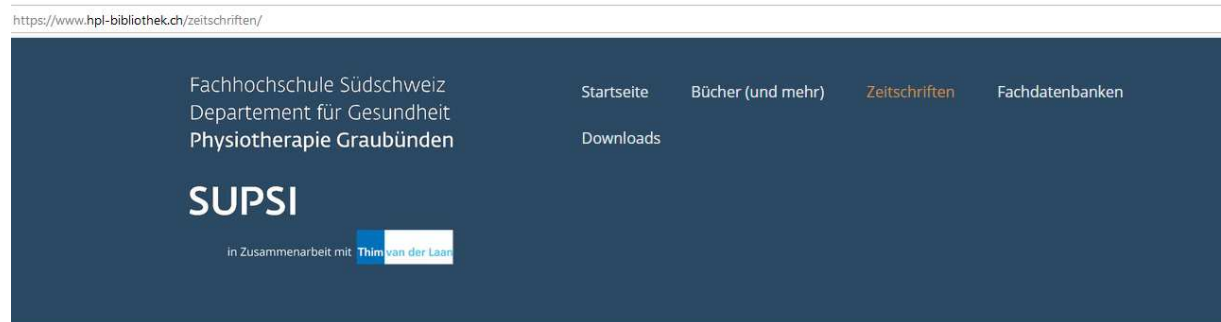 https://www.hpl-bibliothek.ch/zeitschriften/
Fachhochschule Südschweiz
Departement für Gesundheit
Physiotherapie Graubünden
SUPSI
in Zusammenarbeit mit Thim van der Laan
Startseite Bücher (und mehr) Zeitschriften Fachdatenbanken
Downloads